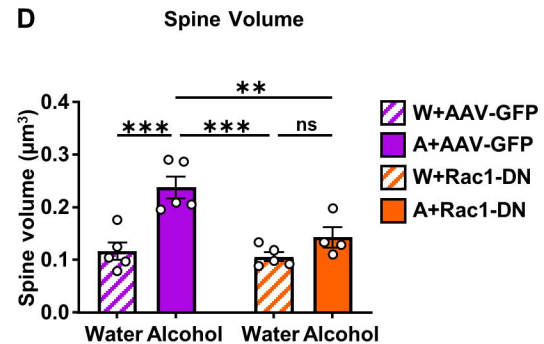 D
Spine Volume
**
***
***
ns
Spine volume (μm³)
0.4
0.3
0.2
0.1
0.0
Water Alcohol
Water Alcohol
W+AAV-GFP
A+AAV-GFP
W+Rac1-DN
A+Rac1-DN